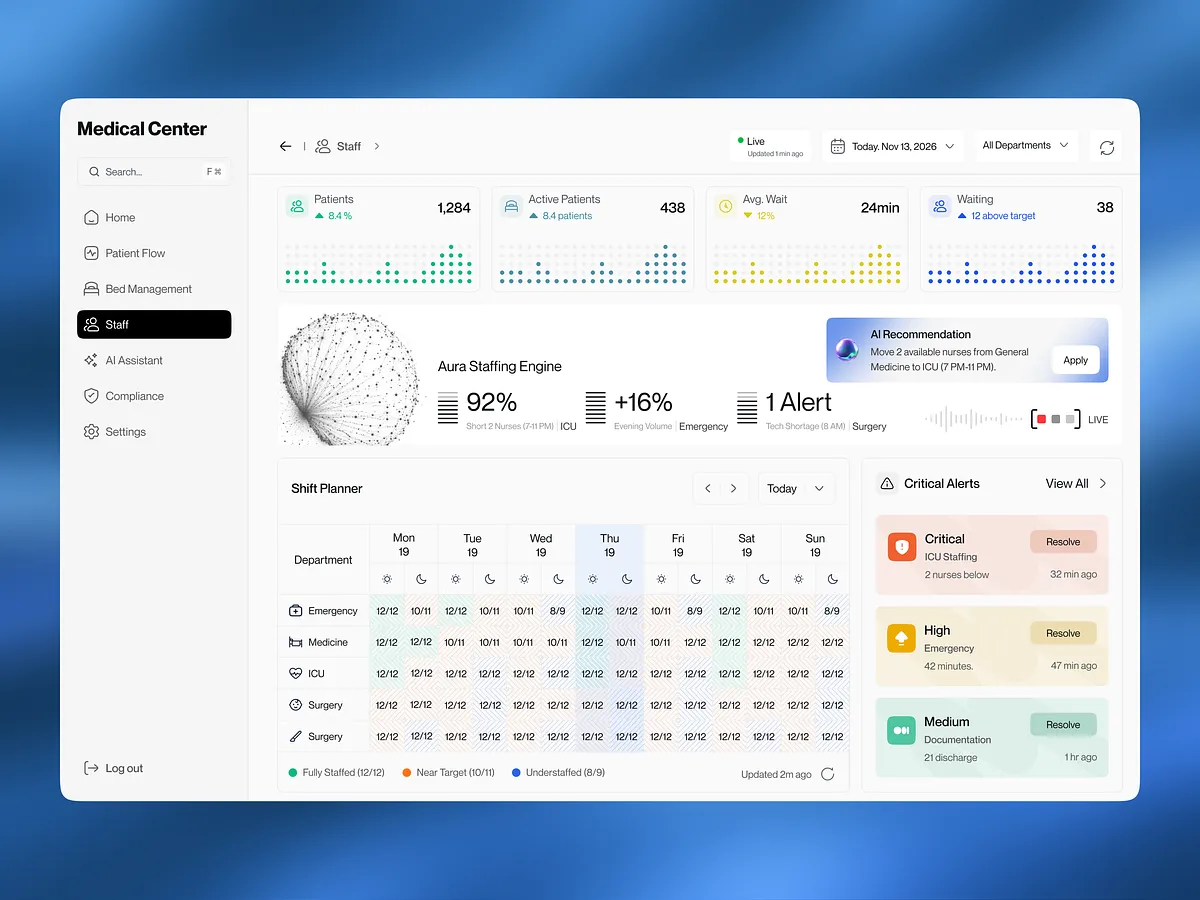 Medical Center
Search...
F ⌘
Home
Patient Flow
Bed Management
Staff
AI Assistant
Compliance
Settings
Log out
Staff
Live
Updated 1 min ago
Today. Nov 13, 2026
All Departments
Patients
8.4 %
1,284
Active Patients
8.4 patients
438
Avg. Wait
12%
24min
Waiting
12 above target
38
Aura Staffing Engine
92%
Short 2 Nurses (7-11 PM) ICU
+16%
Evening Volume Emergency
1 Alert
Tech Shortage (8 AM) Surgery
AI Recommendation
Move 2 available nurses from General
Medicine to ICU (7 PM-11 PM).
Apply
LIVE
Shift Planner
Today
Department
Mon Tue Wed Thu Fri Sat Sun
19 19 19 19 19 19 19
Emergency 12/12 10/11 12/12 10/11 10/11 8/9 12/12 12/12 10/11 8/9 12/12 10/11 10/11 8/9
Medicine 12/12 12/12 10/11 10/11 10/11 10/11 12/12 10/11 10/11 12/12 12/12 12/12 12/12 12/12
ICU 12/12 12/12 12/12 12/12 12/12 12/12 12/12 12/12 12/12 12/12 12/12 12/12 12/12 12/12
Surgery 12/12 12/12 12/12 12/12 12/12 12/12 12/12 12/12 12/12 12/12 12/12 12/12 12/12 12/12
Surgery 12/12 12/12 12/12 12/12 12/12 12/12 12/12 12/12 12/12 12/12 12/12 12/12 12/12 12/12
Fully Staffed (12/12)
Near Target (10/11)
Understaffed (8/9)
Updated 2m ago
Critical Alerts
View All
Critical
ICU Staffing
2 nurses below
Resolve
32 min ago
High
Emergency
42 minutes.
Resolve
47 min ago
Medium
Documentation
21 discharge
Resolve
1 hr ago